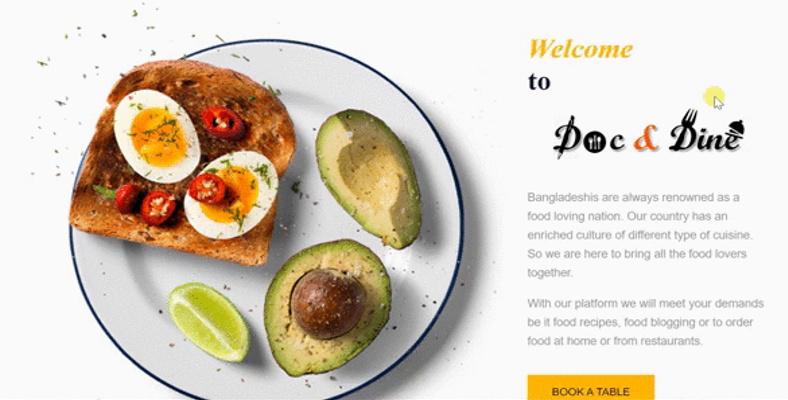 Welcome
to
Doc & Dine
Bangladeshis are always renowned as a
food loving nation. Our country has an
enriched culture of different type of cuisine.
So we are here to bring all the food lovers
together.
With our platform we will meet your demands
be it food recipes, food blogging or to order
food at home or from restaurants.
BOOK A TABLE